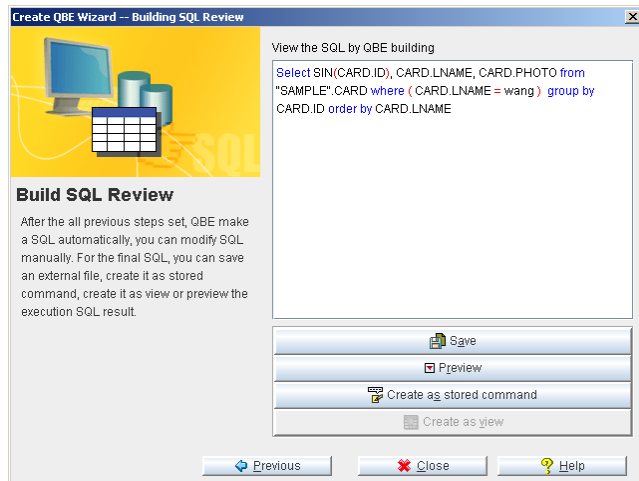 Create QBE Wizard -- Building SQL Review
SQL
Build SQL Review
After the all previous steps set, QBE make
a SQL automatically, you can modify SQL
manually. For the final SQL, you can save
an external file, create it as stored
command, create it as view or preview the
execution SQL result.
View the SQL by QBE building
Select SIN(CARD.ID), CARD.LNAME, CARD.PHOTO from
"SAMPLE".CARD where ( CARD.LNAME = wang ) group by
CARD.ID order by CARD.LNAME
Save
Preview
Create as stored command
Create as view
Previous
Close
Help